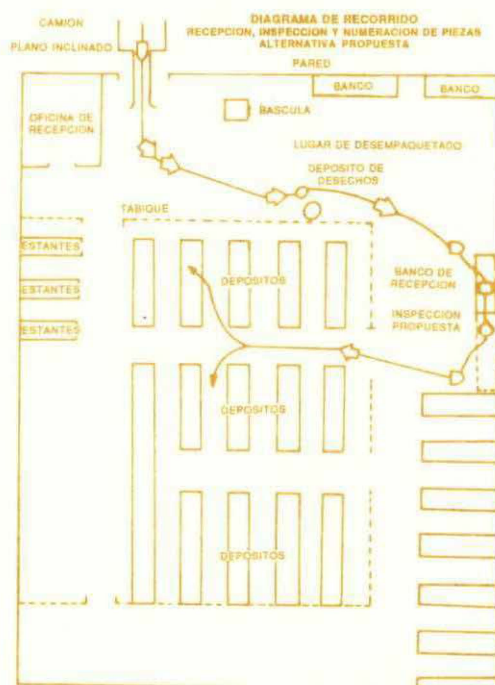 CAMION
PLANO INCLINADO
DIAGRAMA DE RECORRIDO
RECEPCION, INSPECCION Y NUMERACION DE PIEZAS
ALTERNATIVA PROPUESTA
PARED
BANCO
BANCO
BASCULA
OFICINA DE
RECEPCION
LUGAR DE DESEMPAQUETADO
DEPOSITO DE
DESECHOS
TABIQUE
ESTANTES
ESTANTES
ESTANTES
DEPOSITOS
BANCO DE
RECEPCION
INSPECCION
PROPUESTA
DEPOSITOS
DEPOSITOS